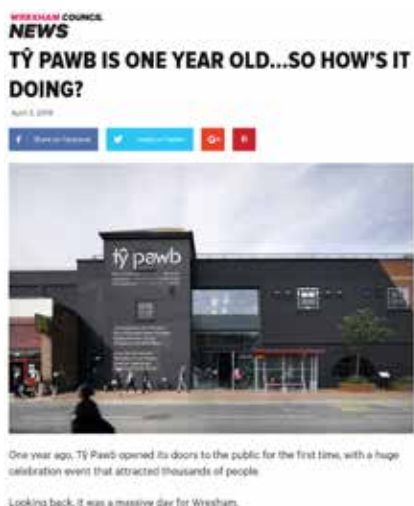 WREXHAM COUNCIL
NEWS
TŶ PAWB IS ONE YEAR OLD...SO HOW'S IT
DOING?
April 3, 2019
Share on Facebook
G+
tŷ pawb
One year ago, Tŷ Pawb opened its doors to the public for the first time, with a huge
celebration event that attracted thousands of people.
Looking back, it was a massive day for Wrexham.